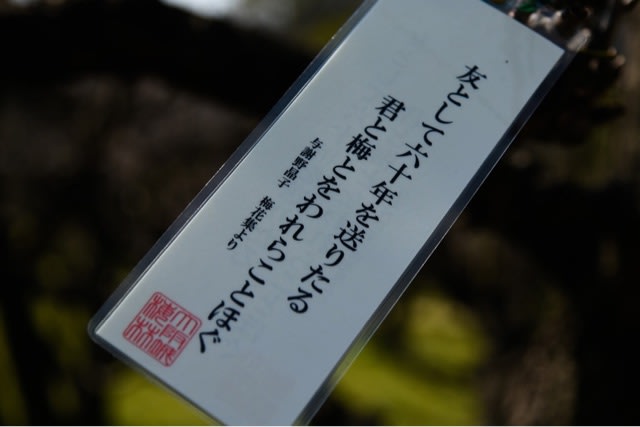 友として六十年を送りたる
君と梅とをわれらことほぐ
与謝野晶子 梅花集より